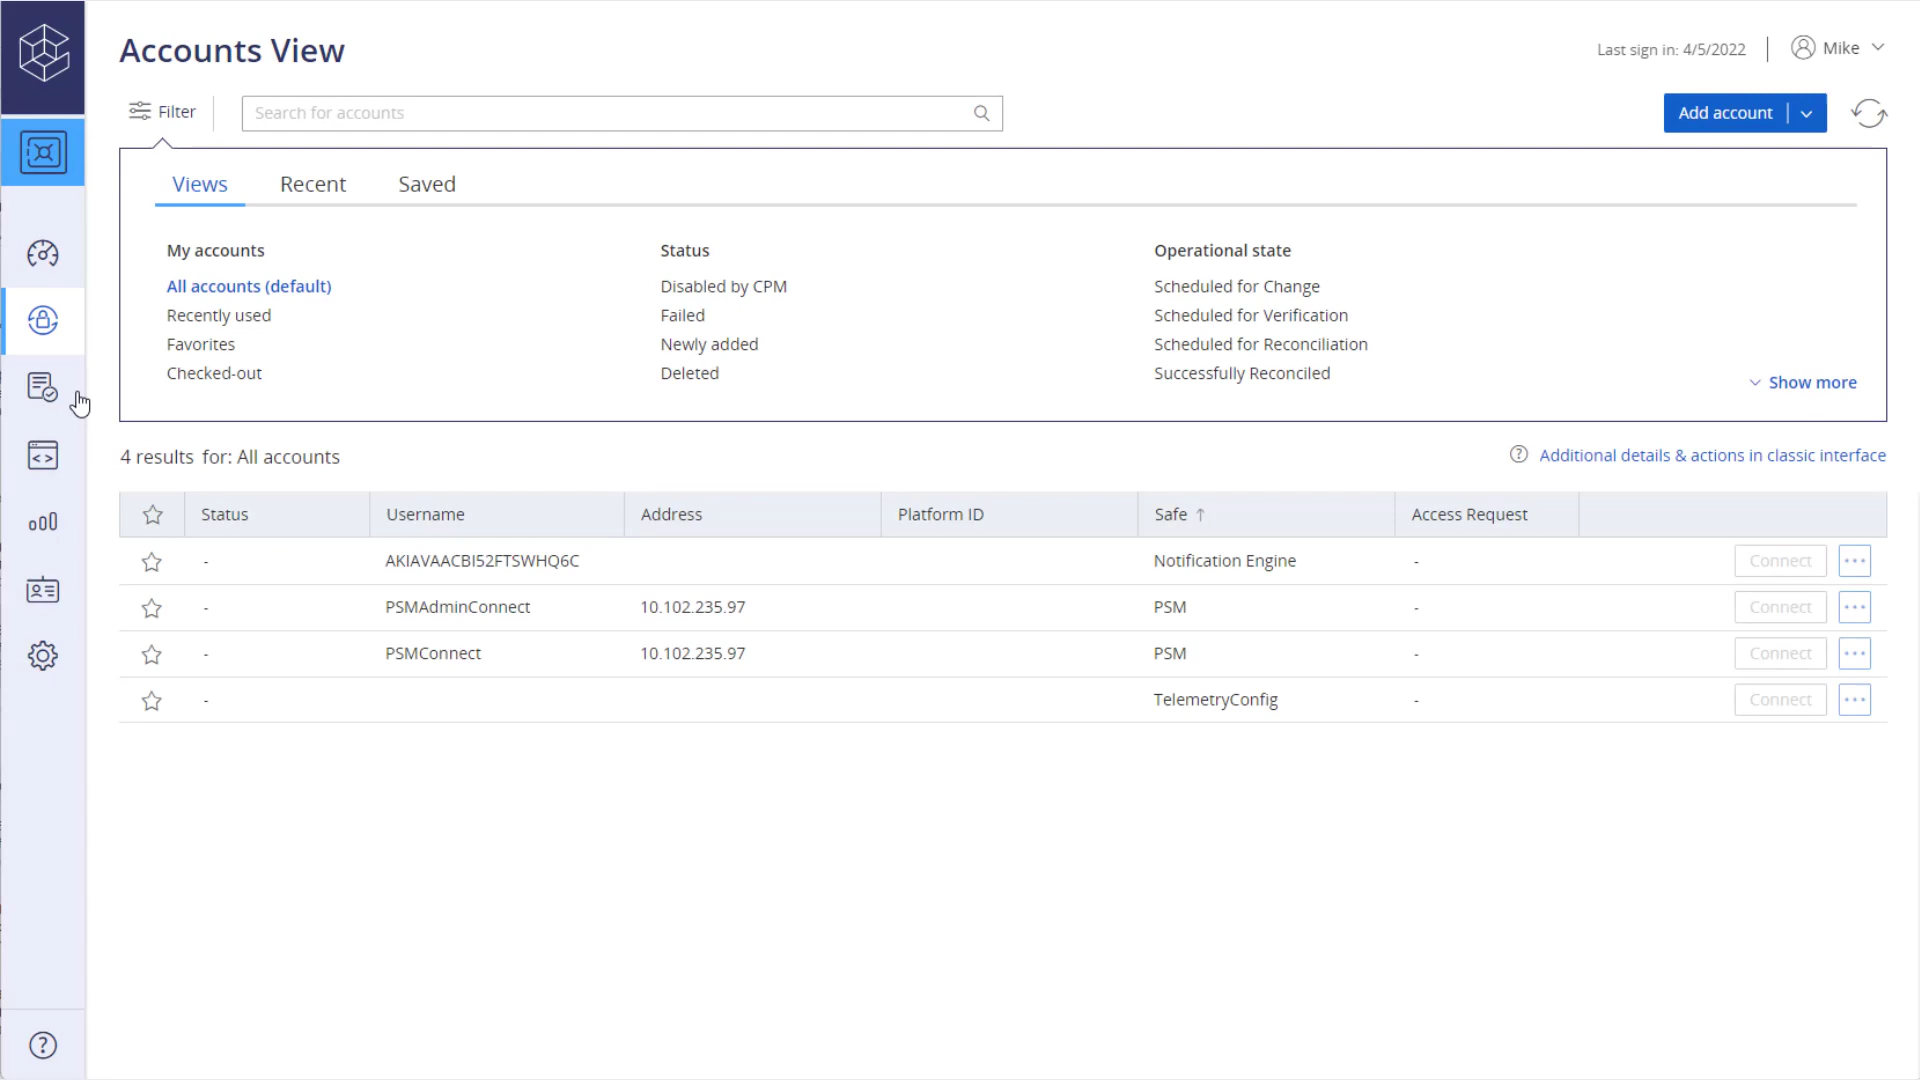 Accounts View
Last sign in: 4/5/2022
Mike
Filter
Search for accounts
Add account
Views Recent Saved
My accounts Status Operational state
All accounts (default) Disabled by CPM Scheduled for Change
Recently used Failed Scheduled for Verification
Favorites Newly added Scheduled for Reconciliation
Checked-out Deleted Successfully Reconciled
Show more
4 results for: All accounts
? Additional details & actions in classic interface
Status Username Address Platform ID Safe ↑ Access Request
- AKIAVAACBI52FTSWHQ6C Notification Engine - Connect ...
- PSMAdminConnect 10.102.235.97 PSM - Connect ...
- PSMConnect 10.102.235.97 PSM - Connect ...
- TelemetryConfig - Connect ...
?